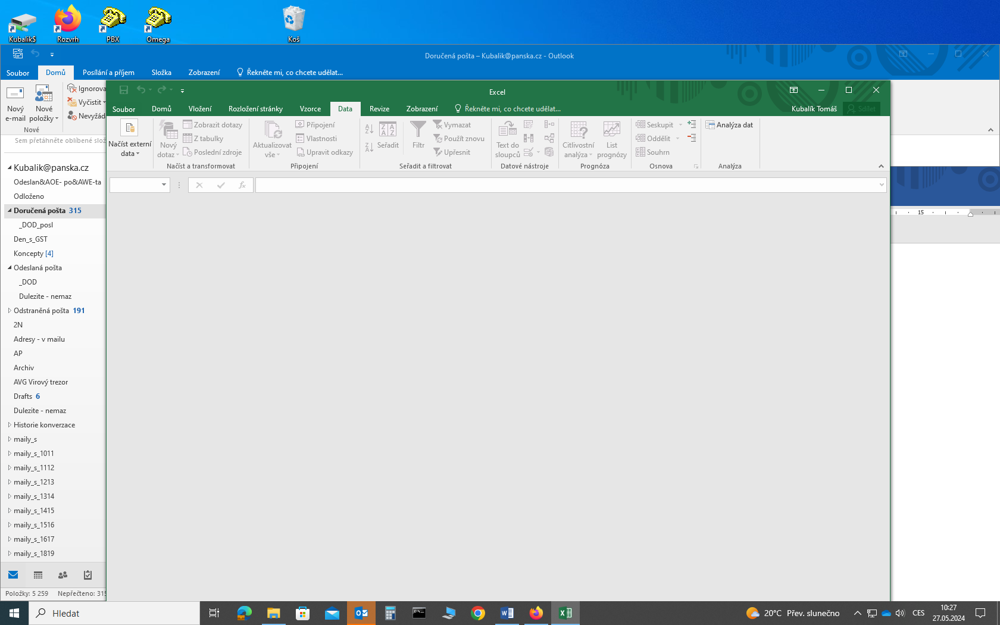 Kubalik$
Rozvrh
PBX
Omega
Koš
Doručená pošta – Kubalik@panska.cz - Outlook
Soubor
Domů
Posílání a příjem
Složka
Zobrazení
Řekněte mi, co chcete udělat...
Nový
e-mail
Nové
položky
Ignorova
Vyčistit
Nevyžád
Nové
Excel
Soubor
Domů
Vložení
Rozložení stránky
Vzorce
Data
Revize
Zobrazení
Řekněte mi, co chcete udělat...
Kubalík Tomáš
Sdílet
Načíst externí
data
Nový
dotaz
Zobrazit dotazy
Z tabulky
Poslední zdroje
Načíst a transformovat
Aktualizovat
vše
Připojení
Vlastnosti
Upravit odkazy
Připojení
Seřadit
Filtr
Vymazat
Použít znovu
Upřesnit
Seřadit a filtrovat
Text do
sloupců
Datové nástroje
Citlivostní
analýza
List
prognózy
Prognóza
Seskupit
Oddělit
Souhrn
Osnova
Analýza dat
Analýza
fx
15
Sem přetáhněte oblíbené slož
Kubalik@panska.cz
Odeslan&AOE- po&AWE-ta
Odloženo
Doručená pošta 315
_DOD_posl
Den_s_GST
Koncepty [4]
Odeslaná pošta
_DOD
Dulezite - nemaz
Odstraněná pošta 191
2N
Adresy - v mailu
AP
Archiv
AVG Virový trezor
Drafts 6
Dulezite - nemaz
Historie konverzace
maily_s
maily_s_1011
maily_s_1112
maily_s_1213
maily_s_1314
maily_s_1415
maily_s_1516
maily_s_1617
maily_s_1819
Položky: 5 259
Nepřečteno: 315
Hledat
20°C Přev. slunečno
CES
10:27
27.05.2024